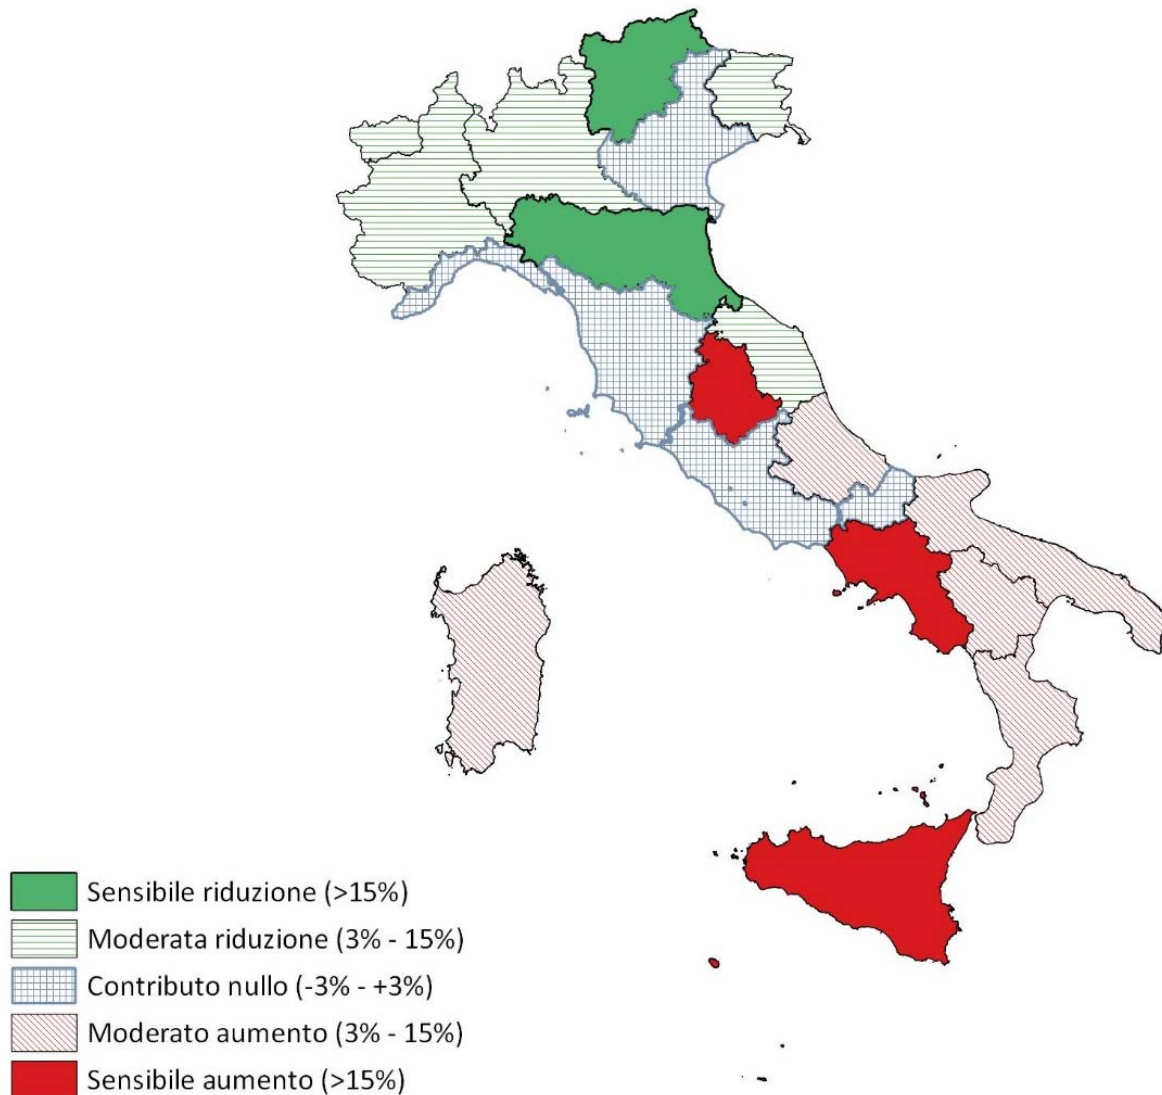 Sensibile riduzione (>15%)
Moderata riduzione (3% - 15%)
Contributo nullo (-3% - +3%)
Moderato aumento (3% - 15%)
Sensibile aumento (>15%)